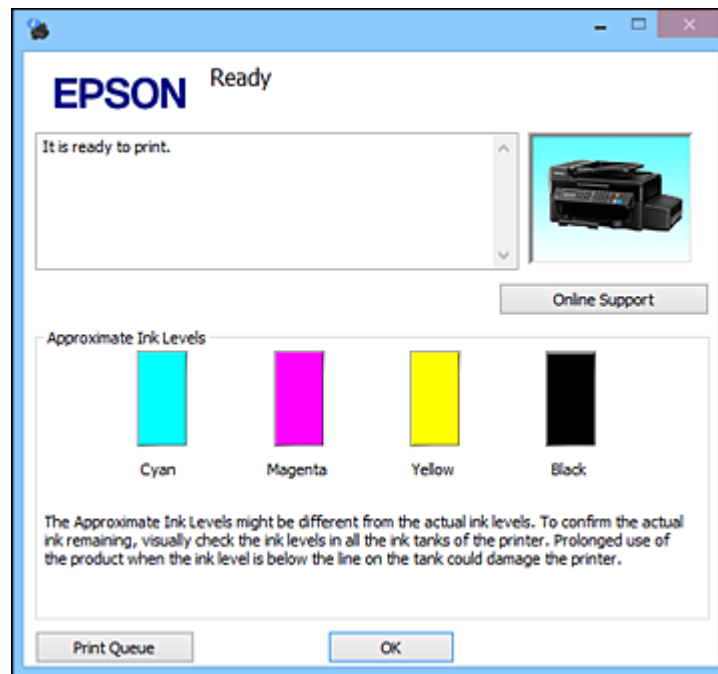 EPSON
Ready
It is ready to print.
Online Support
Approximate Ink Levels
Cyan Magenta Yellow Black
The Approximate Ink Levels might be different from the actual ink levels. To confirm the actual
ink remaining, visually check the ink levels in all the ink tanks of the printer. Prolonged use of
the product when the ink level is below the line on the tank could damage the printer.
Print Queue OK